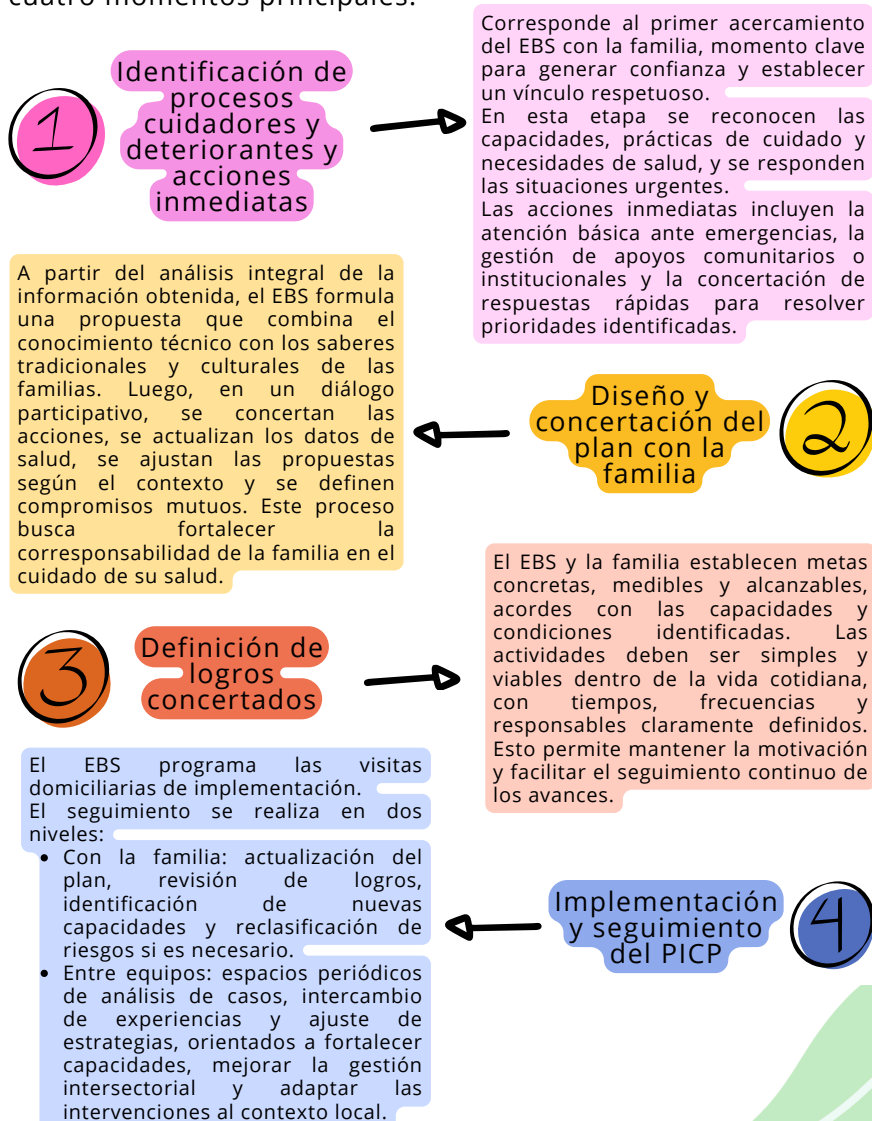 cuatro momentos principales:
1
Identificación de
procesos
cuidadores y
deteriorantes y
acciones
inmediatas
Corresponde al primer acercamiento
del EBS con la familia, momento clave
para generar confianza y establecer
un vínculo respetuoso.
En esta etapa se reconocen las
capacidades, prácticas de cuidado y
necesidades de salud, y se responden
las situaciones urgentes.
Las acciones inmediatas incluyen la
atención básica ante emergencias, la
gestión de apoyos comunitarios o
institucionales y la concertación de
respuestas rápidas para resolver
prioridades identificadas.
2
Diseño y
concertación del
plan con la
familia
A partir del análisis integral de la
información obtenida, el EBS formula
una propuesta que combina el
conocimiento técnico con los saberes
tradicionales y culturales de las
familias. Luego, en un diálogo
participativo, se concertan las
acciones, se actualizan los datos de
salud, se ajustan las propuestas
según el contexto y se definen
compromisos mutuos. Este proceso
busca fortalecer la
corresponsabilidad de la familia en el
cuidado de su salud.
3
Definición de
logros
concertados
El EBS y la familia establecen metas
concretas, medibles y alcanzables,
acordes con las capacidades y
condiciones identificadas. Las
actividades deben ser simples y
viables dentro de la vida cotidiana,
con tiempos, frecuencias y
responsables claramente definidos.
Esto permite mantener la motivación
y facilitar el seguimiento continuo de
los avances.
4
Implementación
y seguimiento
del PICP
El EBS programa las visitas
domiciliarias de implementación.
El seguimiento se realiza en dos
niveles:
• Con la familia: actualización del
plan, revisión de logros,
identificación de nuevas
capacidades y reclasificación de
riesgos si es necesario.
• Entre equipos: espacios periódicos
de análisis de casos, intercambio
de experiencias y ajuste de
estrategias, orientados a fortalecer
capacidades, mejorar la gestión
intersectorial y adaptar las
intervenciones al contexto local.